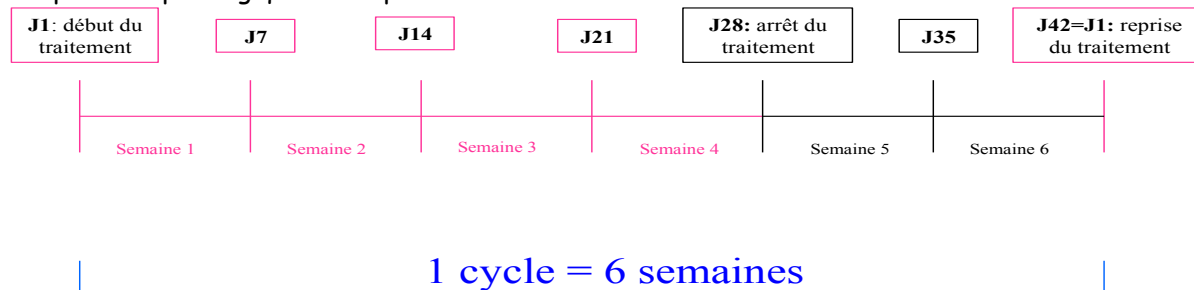 J1: début du
traitement
J7
J14
J21
J28: arrêt du
traitement
J35
J42=J1: reprise
du traitement
Semaine 1
Semaine 2
Semaine 3
Semaine 4
Semaine 5
Semaine 6
1 cycle = 6 semaines